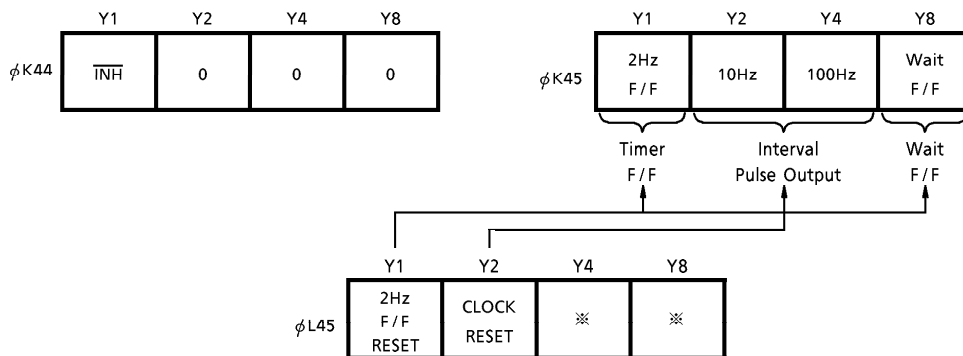 Y1 Y2 Y4 Y8
φK44 INH 0 0 0
Y1 Y2 Y4 Y8
φK45 2Hz F/F 10Hz 100Hz Wait F/F
Timer F/F
Interval Pulse Output
Wait F/F
Y1 Y2 Y4 Y8
φL45 2Hz F/F RESET CLOCK RESET ※ ※